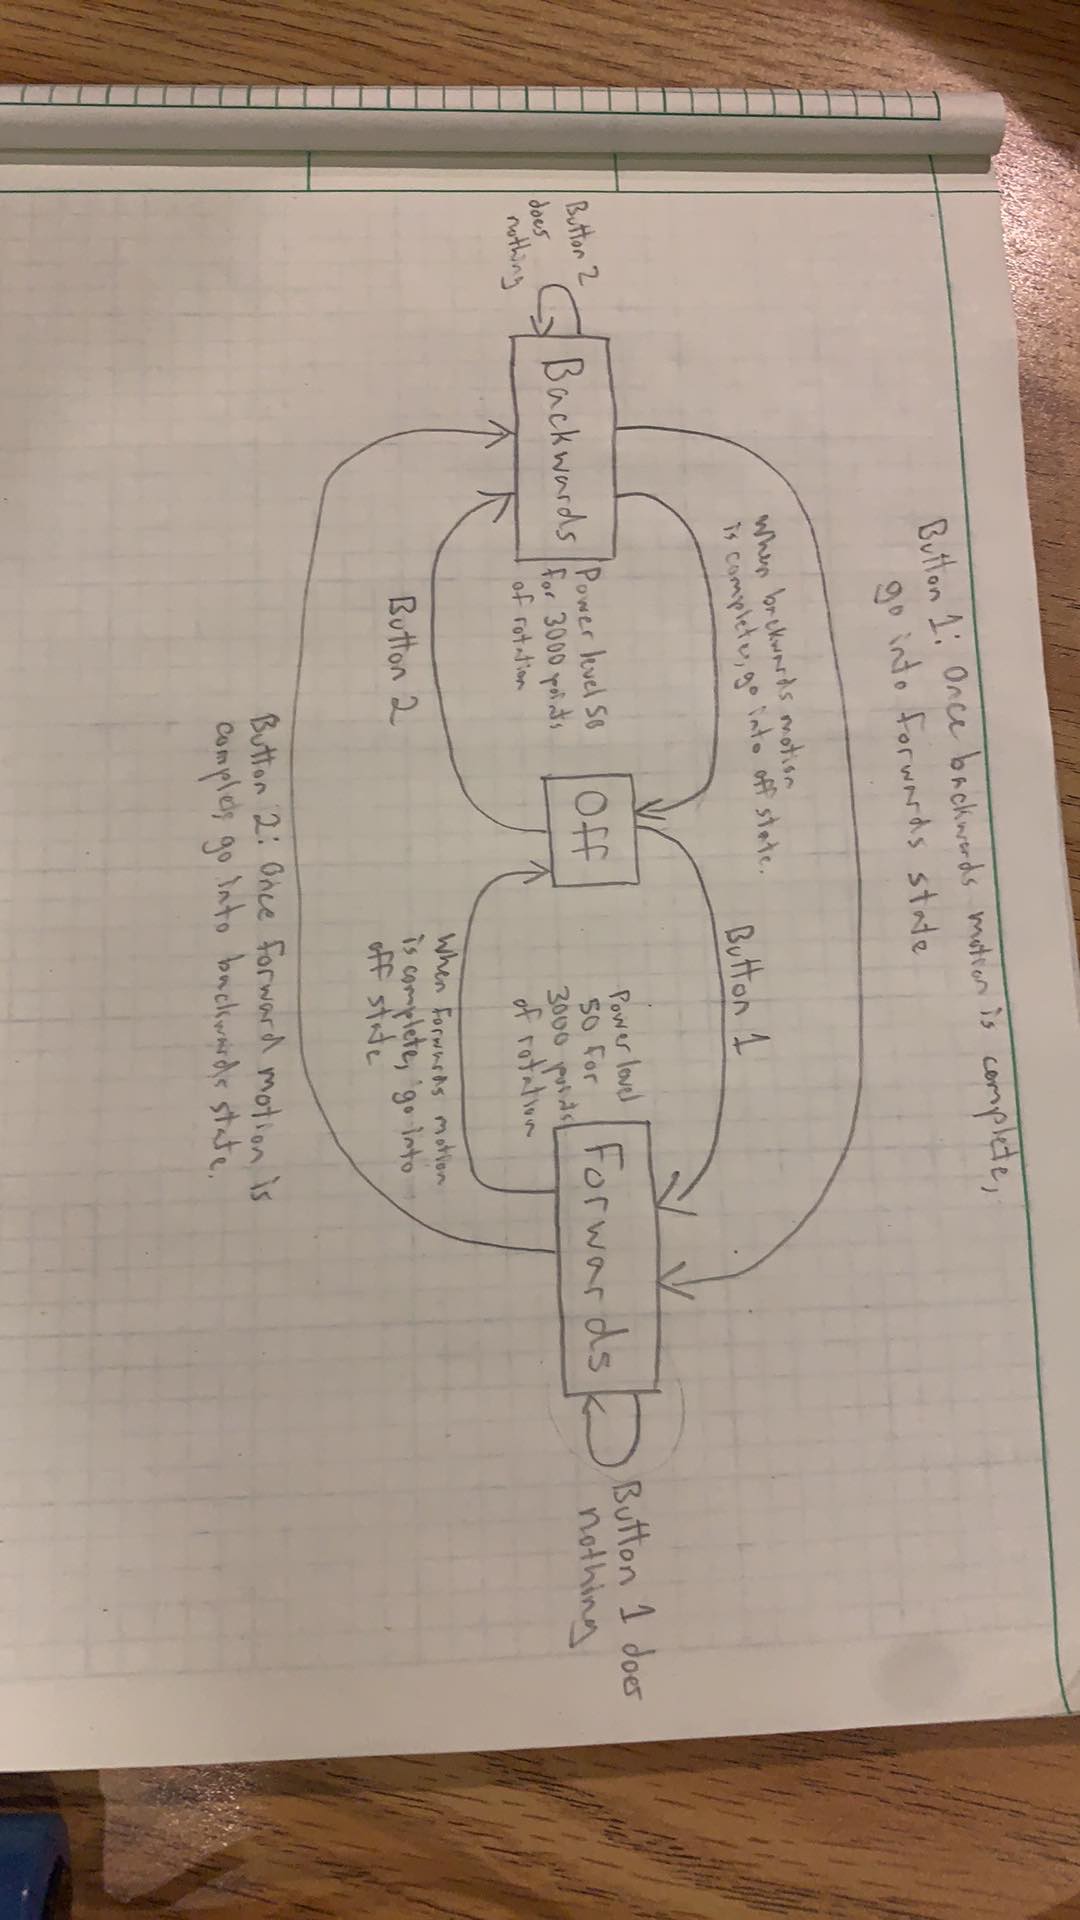 Button 1: Once backwards motion is complete,
go into forwards state
When backwards motion
is complete, go into off state.
Button 1
Button 2
does
nothing
Backwards
Power level 50
for 3000 points
of rotation
Off
Power level
50 for
3000 points
of rotation
Forwards
Button 1 does
nothing
Button 2
When forwards motion
is complete, go into
off state
Button 2: Once forward motion is
complete, go into backwards state.